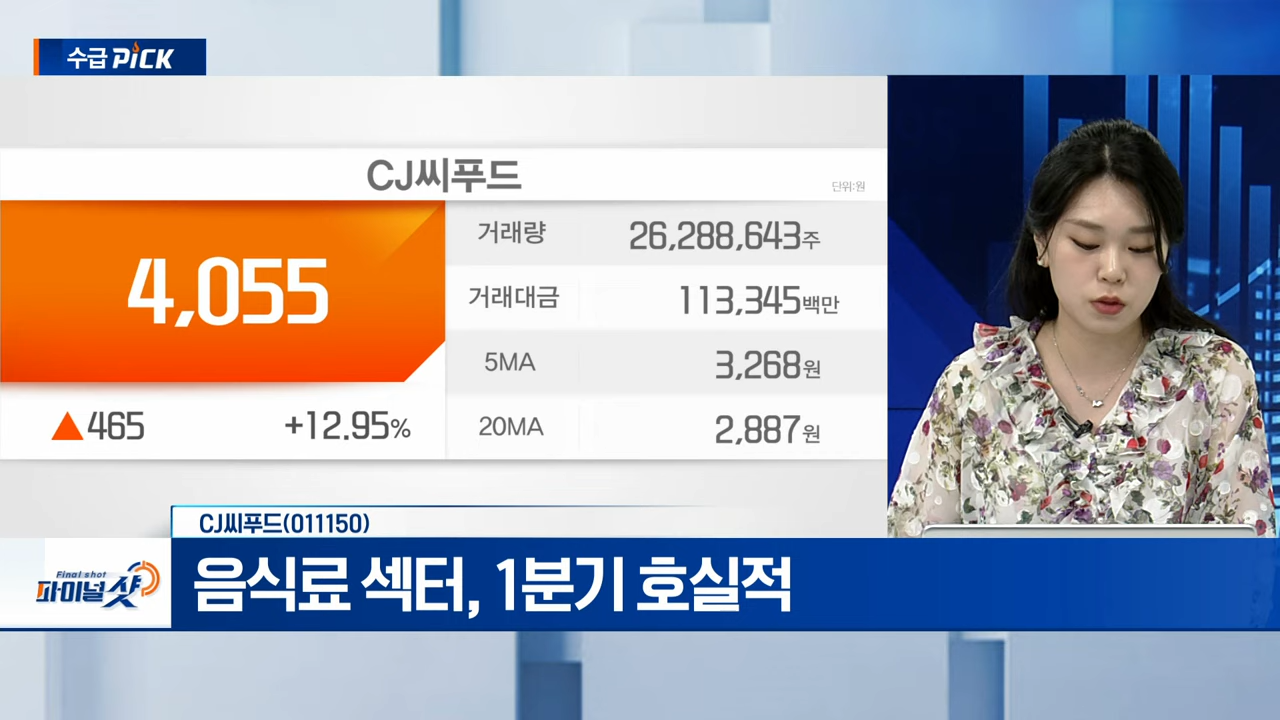 수급 PiCK
CJ씨푸드
단위:원
4,055
▲465 +12.95%
거래량 26,288,643주
거래대금 113,345백만
5MA 3,268원
20MA 2,887원
CJ씨푸드(011150)
Final shot
파이널샷
음식료 섹터, 1분기 호실적